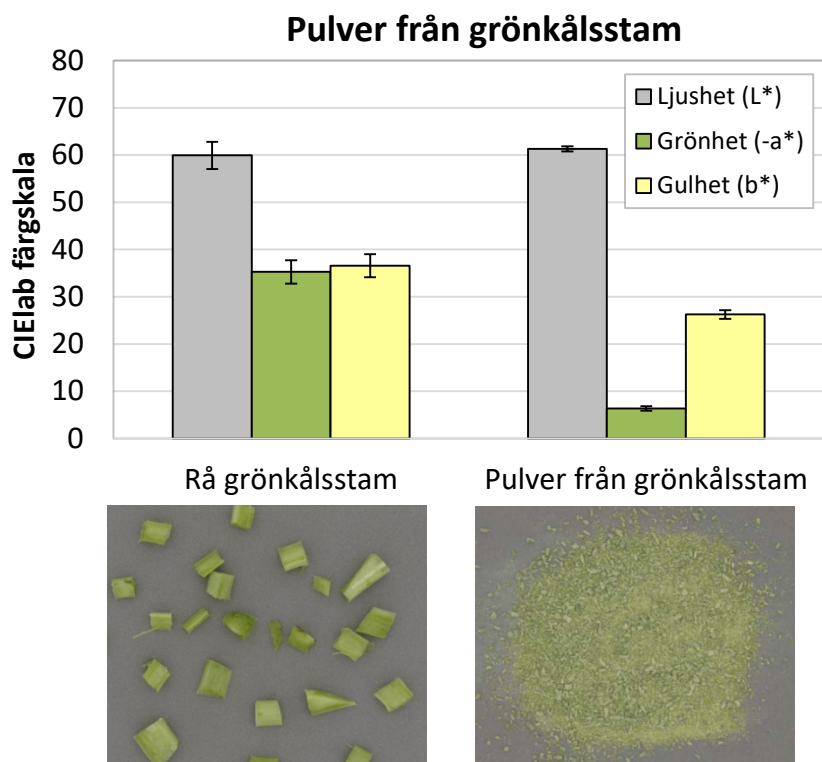 Pulver från grönkålsstam
80
70
60
50
40
30
20
10
0
CIElab färgskala
Ljushet (L*)
Grönhet (-a*)
Gulhet (b*)
Rå grönkålsstam
Pulver från grönkålsstam